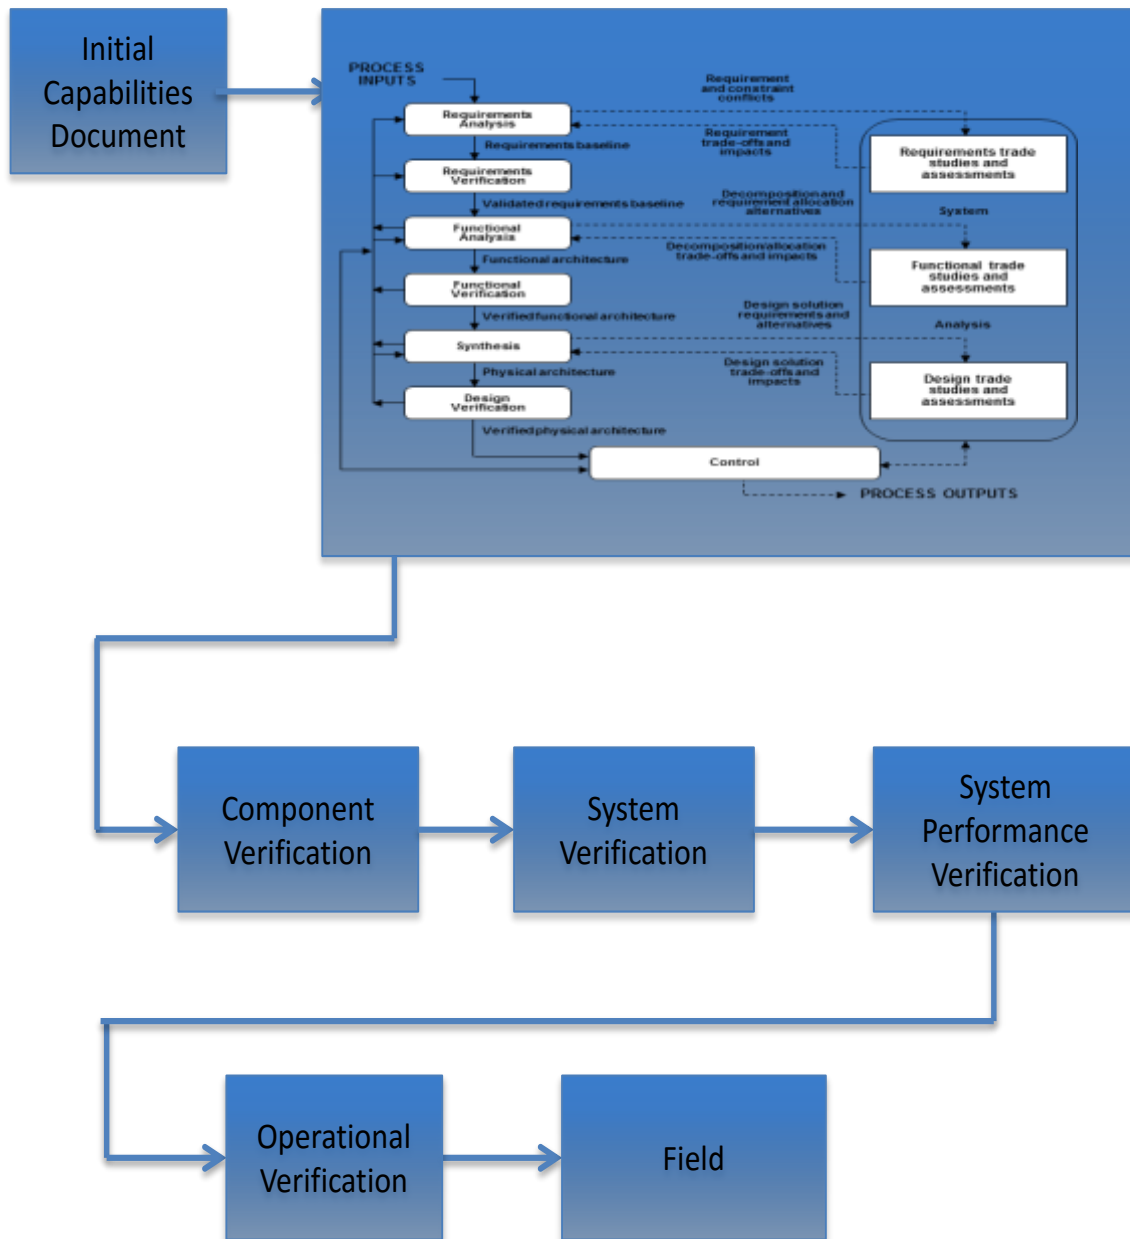 Initial
Capabilities
Document
PROCESS
INPUTS
Requirement
and constraint
conflicts
Requirements
Analysis
Requirements baseline
Requirement
trade-offs and
impacts
Requirements trade
studies and
assessments
Requirements
Verification
Validated requirements baseline
Decomposition and
requirement allocation
alternatives
System
Functional
Analysis
Functional architecture
Decomposition/allocation
trade-offs and impacts
Functional trade
studies and
assessments
Functional
Verification
Verified functional architecture
Design solution
requirements and
alternatives
Analysis
Synthesis
Physical architecture
Design solution
trade-offs and
impacts
Design trade
studies and
assessments
Design
Verification
Verified physical architecture
Control
PROCESS OUTPUTS
Component
Verification
System
Verification
System
Performance
Verification
Operational
Verification
Field